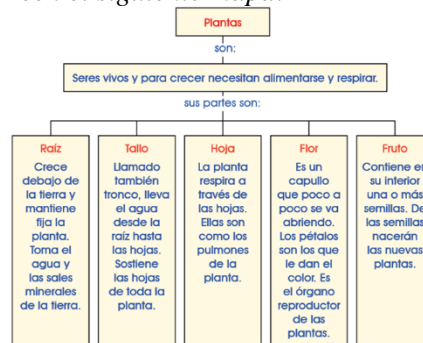 Plantas
son:
Seres vivos y para crecer necesitan alimentarse y respirar.
sus partes son:
Raíz
Crece
debajo de
la tierra y
mantiene
fija la
planta.
Toma el
agua y
las sales
minerales
de la tierra.
Tallo
Llamado
también
tronco, lleva
el agua
desde la
raíz hasta
las hojas.
Sostiene
las hojas
de toda la
planta.
Hoja
La planta
respira a
través de
las hojas.
Ellas son
como los
pulmones
de la
planta.
Flor
Es un
capullo
que poco a
poco se va
abriendo.
Los pétalos
son los que
le dan el
color. Es
el órgano
reproductor
de las
plantas.
Fruto
Contiene en
su interior
una o más
semillas. De
las semillas
nacerán
las nuevas
plantas.